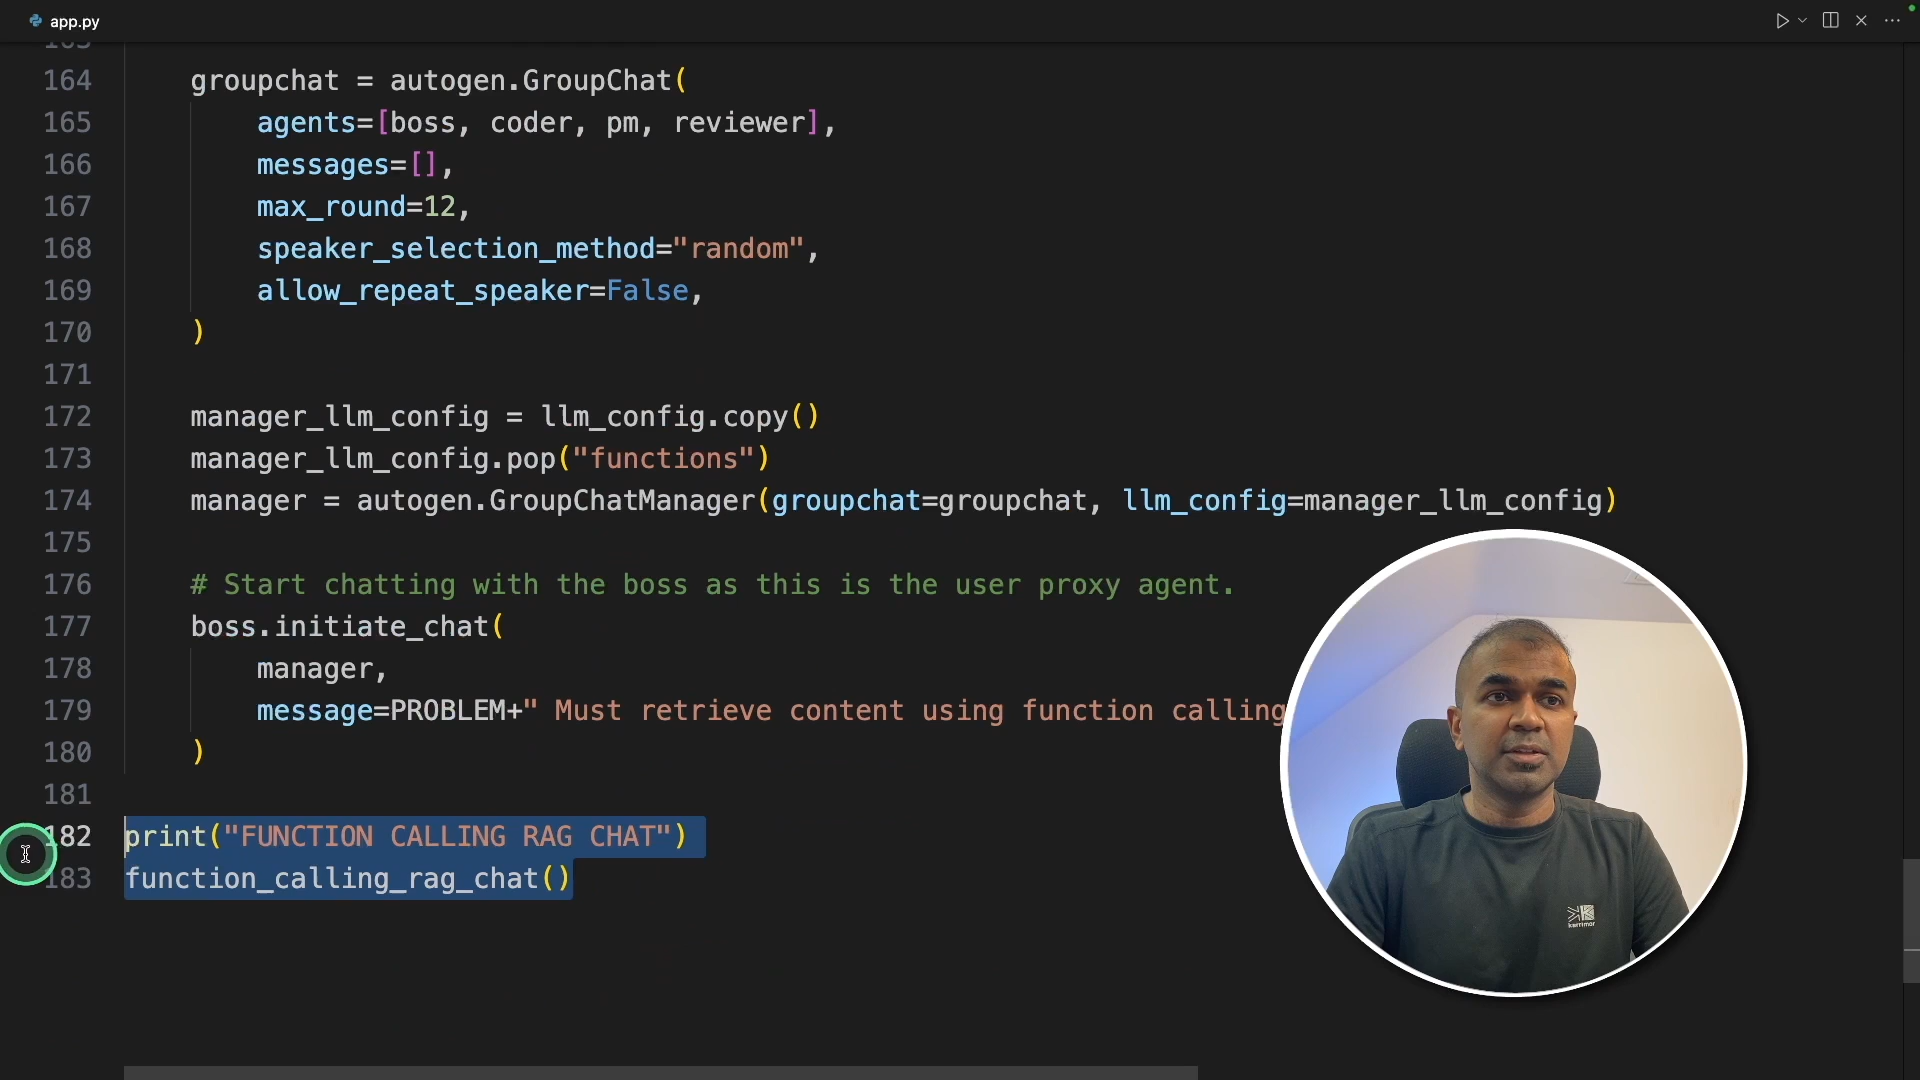 app.py
164 groupchat = autogen.GroupChat(
165 agents=[boss, coder, pm, reviewer],
166 messages=[],
167 max_round=12,
168 speaker_selection_method="random",
169 allow_repeat_speaker=False,
170 )
171
172 manager_llm_config = llm_config.copy()
173 manager_llm_config.pop("functions")
174 manager = autogen.GroupChatManager(groupchat=groupchat, llm_config=manager_llm_config)
175
176 # Start chatting with the boss as this is the user proxy agent.
177 boss.initiate_chat(
178 manager,
179 message=PROBLEM+" Must retrieve content using function calling
180 )
181
182 print("FUNCTION CALLING RAG CHAT")
183 function_calling_rag_chat()